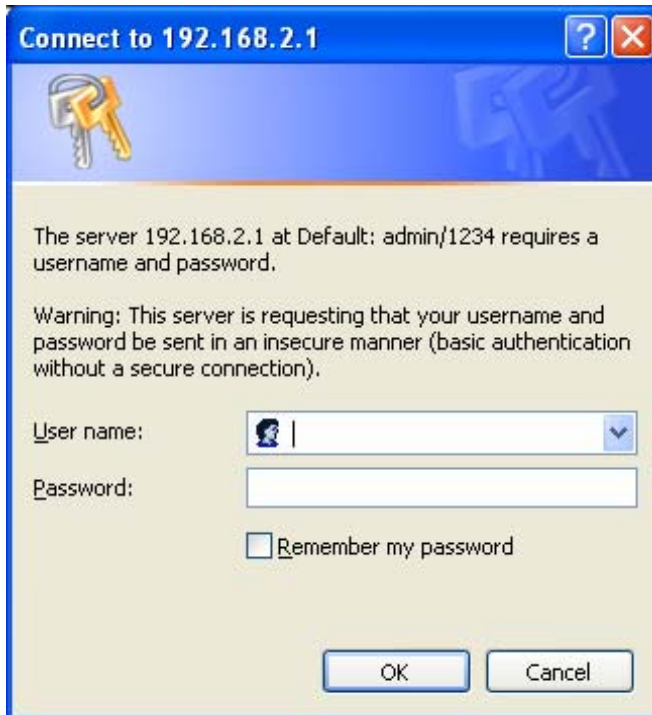 Connect to 192.168.2.1
The server 192.168.2.1 at Default: admin/1234 requires a
username and password.
Warning: This server is requesting that your username and
password be sent in an insecure manner (basic authentication
without a secure connection).
User name:
Password:
Remember my password
OK
Cancel